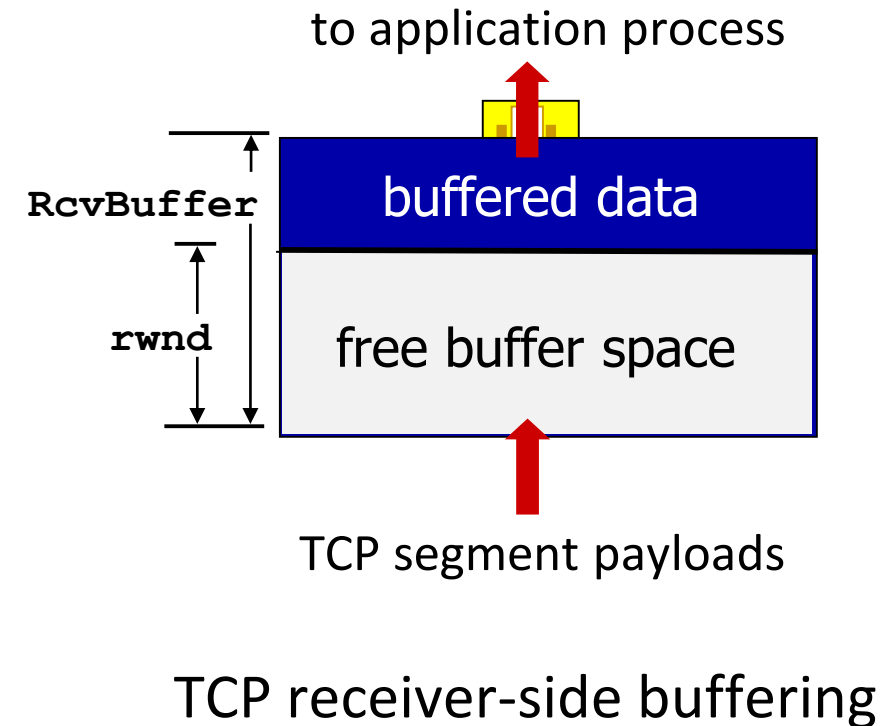 to application process
buffered data
RcvBuffer
rwnd
free buffer space
TCP segment payloads
TCP receiver-side buffering